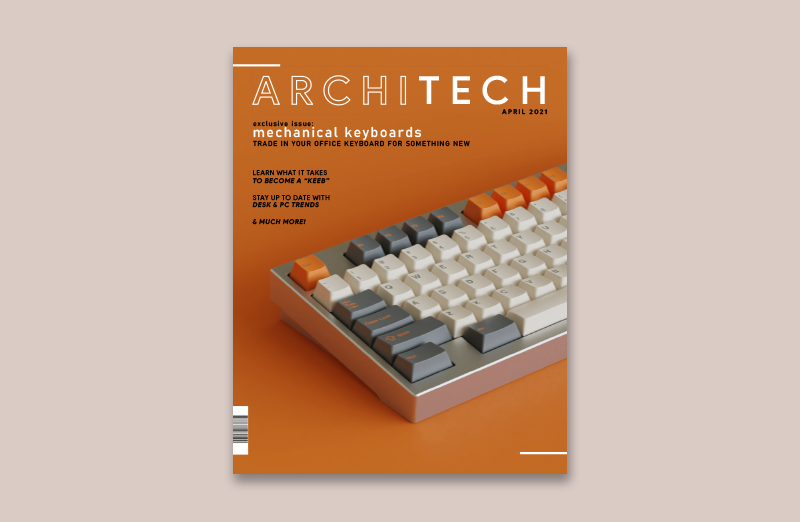 ARCHITECH
APRIL 2021
exclusive issue:
mechanical keyboards
TRADE IN YOUR OFFICE KEYBOARD FOR SOMETHING NEW
LEARN WHAT IT TAKES
TO BECOME A "KEEB"
STAY UP TO DATE WITH
DESK & PC TRENDS
& MUCH MORE!